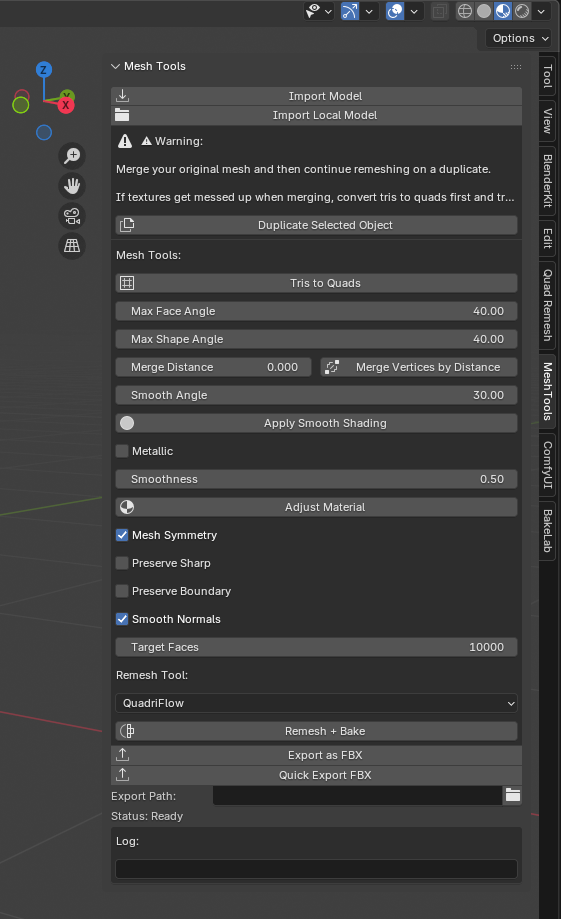 Options
Mesh Tools
Z
Y
X
Import Model
Import Local Model
Warning:
Merge your original mesh and then continue remeshing on a duplicate.
If textures get messed up when merging, convert tris to quads first and tr...
Duplicate Selected Object
Mesh Tools:
Tris to Quads
Max Face Angle 40.00
Max Shape Angle 40.00
Merge Distance 0.000 Merge Vertices by Distance
Smooth Angle 30.00
Apply Smooth Shading
Metallic
Smoothness 0.50
Adjust Material
Mesh Symmetry
Preserve Sharp
Preserve Boundary
Smooth Normals
Target Faces 10000
Remesh Tool:
QuadriFlow
Remesh + Bake
Export as FBX
Quick Export FBX
Export Path:
Status: Ready
Log:
Tool
View
BlenderKit
Edit
Quad Remesh
MeshTools
ComfyUI
BakeLab